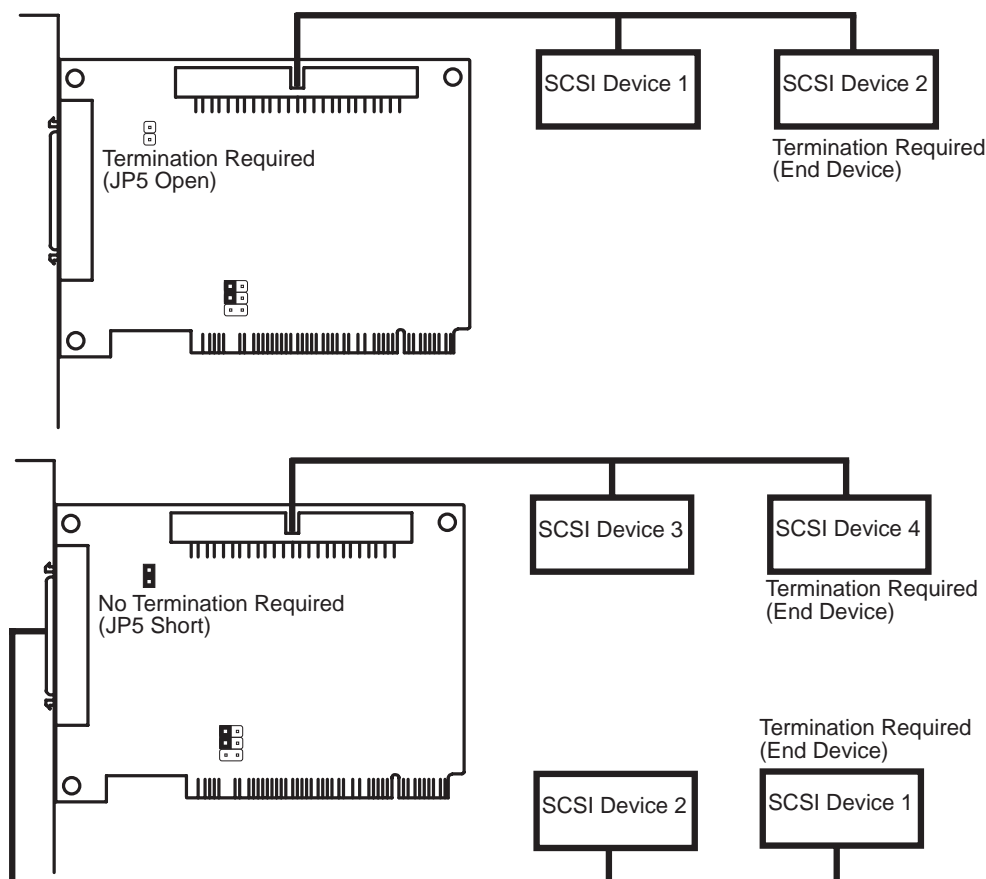 SCSI Device 1
SCSI Device 2
Termination Required
(End Device)
Termination Required
(JP5 Open)
SCSI Device 3
SCSI Device 4
Termination Required
(End Device)
No Termination Required
(JP5 Short)
Termination Required
(End Device)
SCSI Device 2
SCSI Device 1